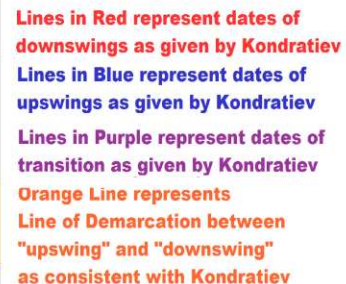 Lines in Red represent dates of
downswings as given by Kondratiev
Lines in Blue represent dates of
upswings as given by Kondratiev
Lines in Purple represent dates of
transition as given by Kondratiev
Orange Line represents
Line of Demarcation between
"upswing" and "downswing"
as consistent with Kondratiev